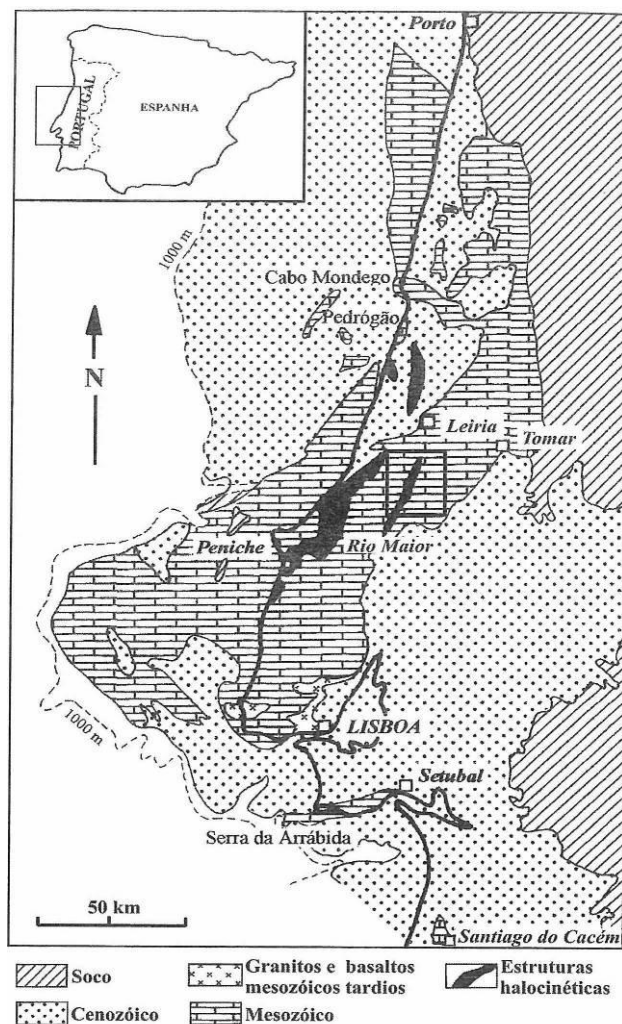 Porto
PORTUGAL
ESPANHA
1000 m
Cabo Mondego
Pedrógão
N
Leiria
Tomar
Peniche
Rio Maior
1000 m
LISBOA
Setubal
Serra da Arrábida
50 km
Santiago do Cacém
Soco
Granitos e basaltos
mesozóicos tardios
Estruturas
halocinéticas
Cenozóico
Mesozóico